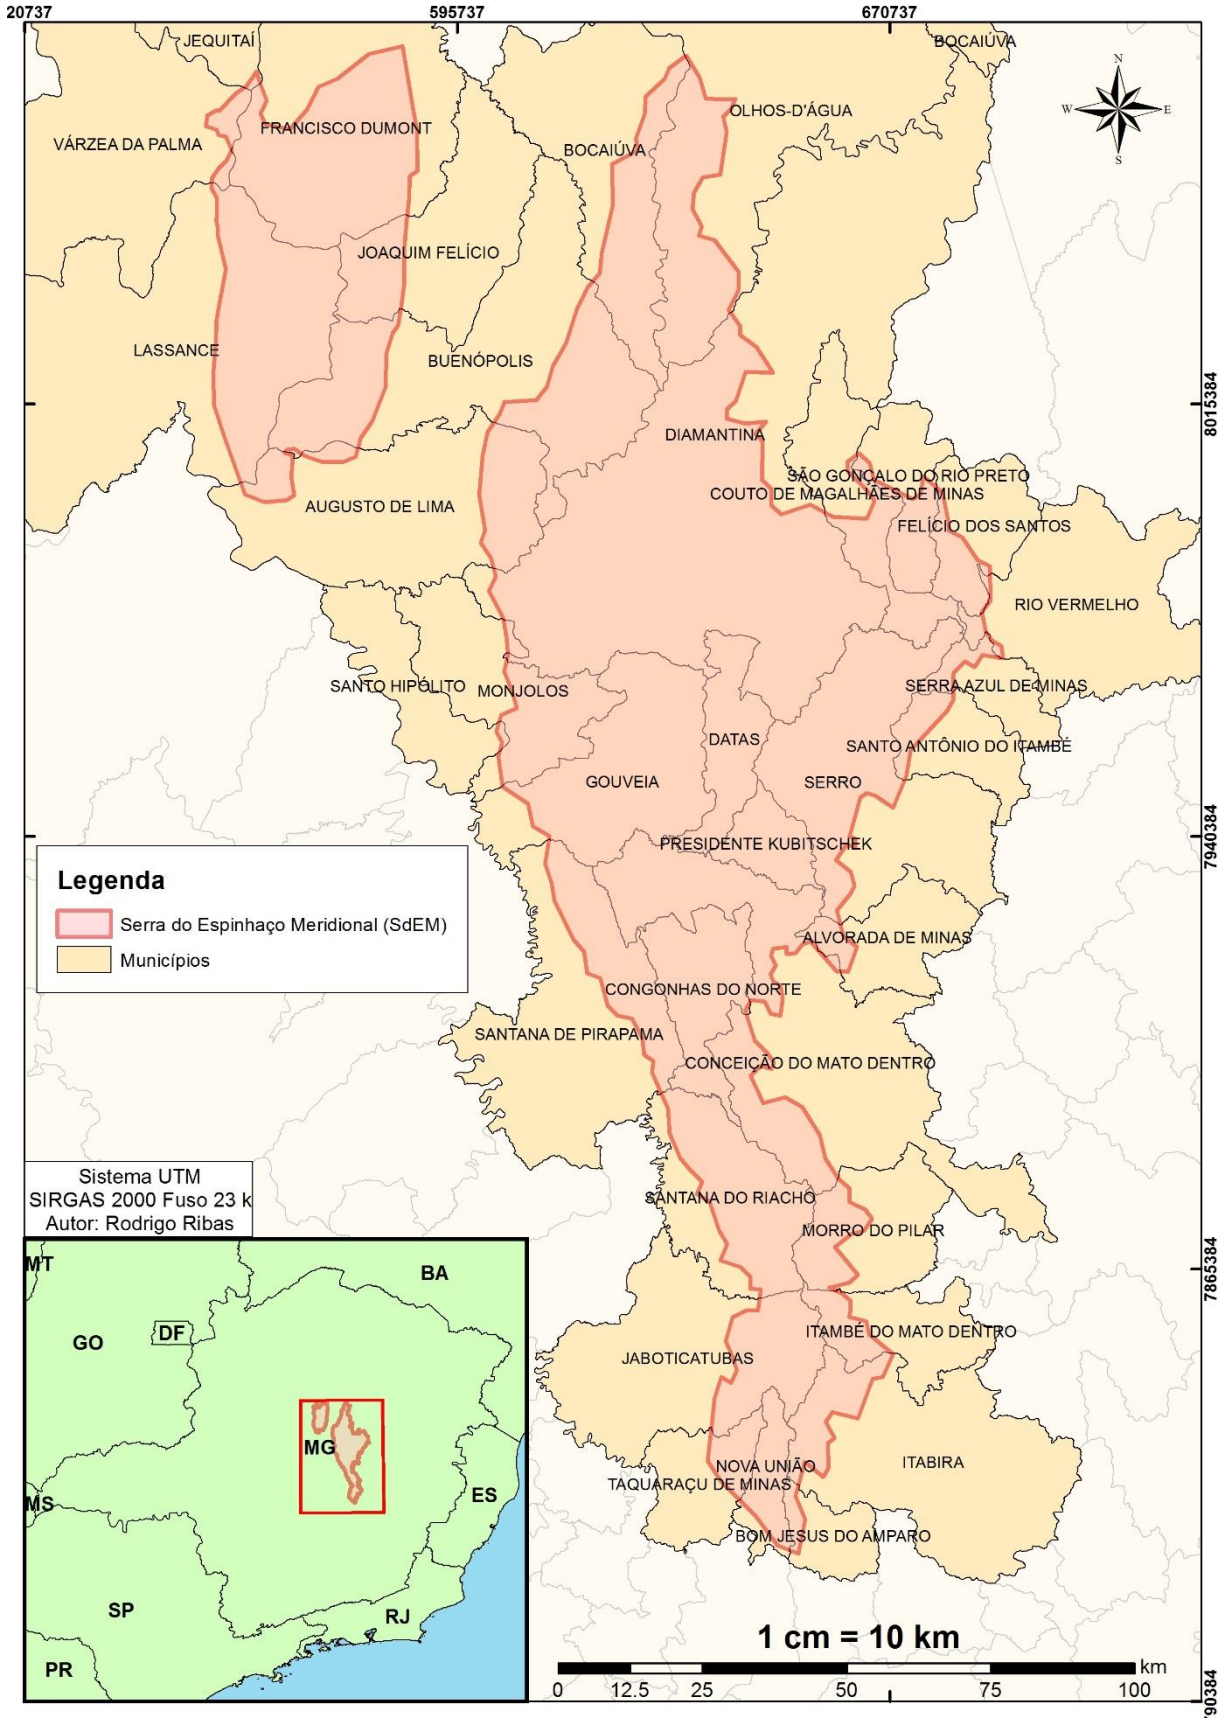 20737
595737
670737
JEQUITAÍ
BOCAIÚVA
N
W
E
S
OLHOS-D'ÁGUA
FRANCISCO DUMONT
VÁRZEA DA PALMA
BOCAIÚVA
JOAQUIM FELÍCIO
LASSANCE
BUENÓPOLIS
8015384
DIAMANTINA
SÃO GONÇALO DO RIO PRETO
COUTO DE MAGALHÃES DE MINAS
AUGUSTO DE LIMA
FELÍCIO DOS SANTOS
RIO VERMELHO
SANTO HIPÓLITO
MONJOLOS
SERRA AZUL DE MINAS
DATAS
SANTO ANTÔNIO DO ITAMBÉ
GOUVEIA
SERRO
7940384
PRESIDENTE KUBITSCHEK
Legenda
Serra do Espinhaço Meridional (SdEM)
Municípios
ALVORADA DE MINAS
CONGONHAS DO NORTE
SANTANA DE PIRAPAMA
CONCEIÇÃO DO MATO DENTRO
Sistema UTM
SIRGAS 2000 Fuso 23 k
Autor: Rodrigo Ribas
SANTANA DO RIACHO
MORRO DO PILAR
7865384
MT
BA
GO
DF
MG
MS
ES
SP
RJ
PR
ITAMBÉ DO MATO DENTRO
JABOTICATUBAS
ITABIRA
NOVA UNIÃO
TAQUARAÇU DE MINAS
BOM JESUS DO AMPARO
1 cm = 10 km
km
0 12.5 25 50 75 100
790384